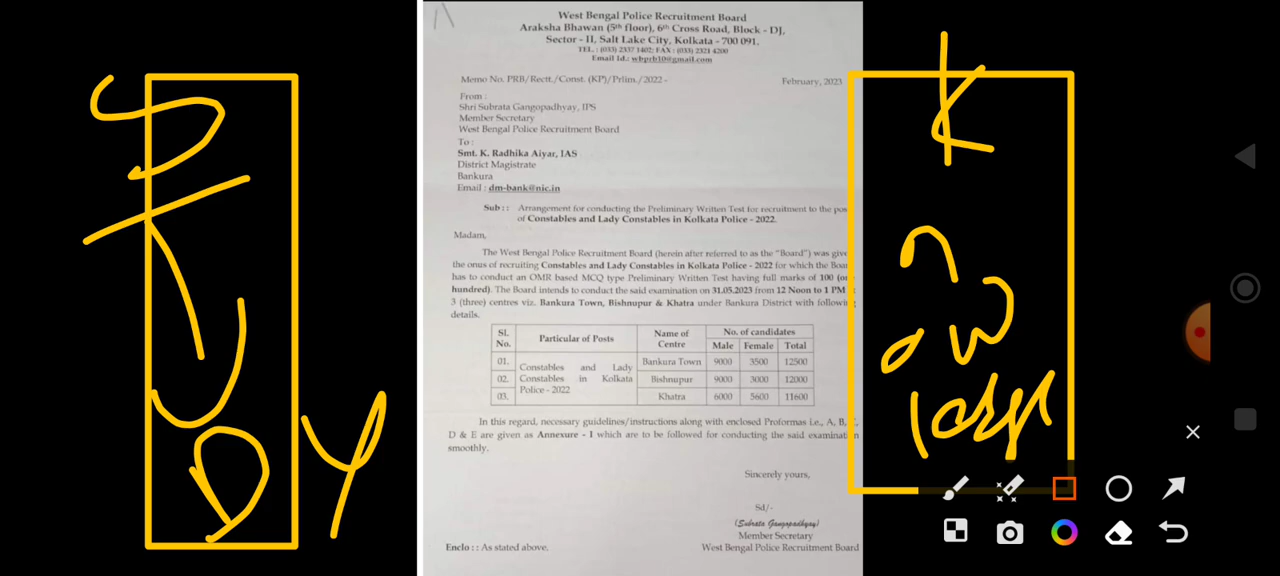 West Bengal Police Recruitment Board
Araksha Bhawan (5th floor), 6th Cross Road, Block - DJ,
Sector - II, Salt Lake City, Kolkata - 700 091.
TEL. : (033) 2337 1402; FAX : (033) 2321 4200
Email Id.: wbprb10@gmail.com
Memo No. PRB/Rectt./Const. (KP)/Prlim./2022 - February, 2023
From :
Shri Subrata Gangopadhyay, IPS
Member Secretary
West Bengal Police Recruitment Board
To :
Smt. K. Radhika Aiyar, IAS
District Magistrate
Bankura
Email : dm-bank@nic.in
Sub : : Arrangement for conducting the Preliminary Written Test for recruitment to the pos
of Constables and Lady Constables in Kolkata Police - 2022.
Madam,
The West Bengal Police Recruitment Board (herein after referred to as the "Board") was give
the onus of recruiting Constables and Lady Constables in Kolkata Police - 2022 for which the Boar
has to conduct an OMR based MCQ type Preliminary Written Test having full marks of 100 (o
hundred). The Board intends to conduct the said examination on 31.05.2023 from 12 Noon to 1 PM
3 (three) centres viz. Bankura Town, Bishnupur & Khatra under Bankura District with following
details.
Sl. No. Particular of Posts Name of Centre No. of candidates
Male Female Total
01. Constables and Lady Constables in Kolkata Police - 2022 Bankura Town 9000 3500 12500
02. Bishnupur 9000 3000 12000
03. Khatra 6000 5600 11600
In this regard, necessary guidelines/instructions along with enclosed Proformas i.e., A, B,
D & E are given as Annexure - I which are to be followed for conducting the said examination
smoothly.
Sincerely yours,
Sd/-
(Subrata Gangopadhyay)
Member Secretary
West Bengal Police Recruitment Board
Enclo : : As stated above.
S
T
U
D
Y
K
n
o
w